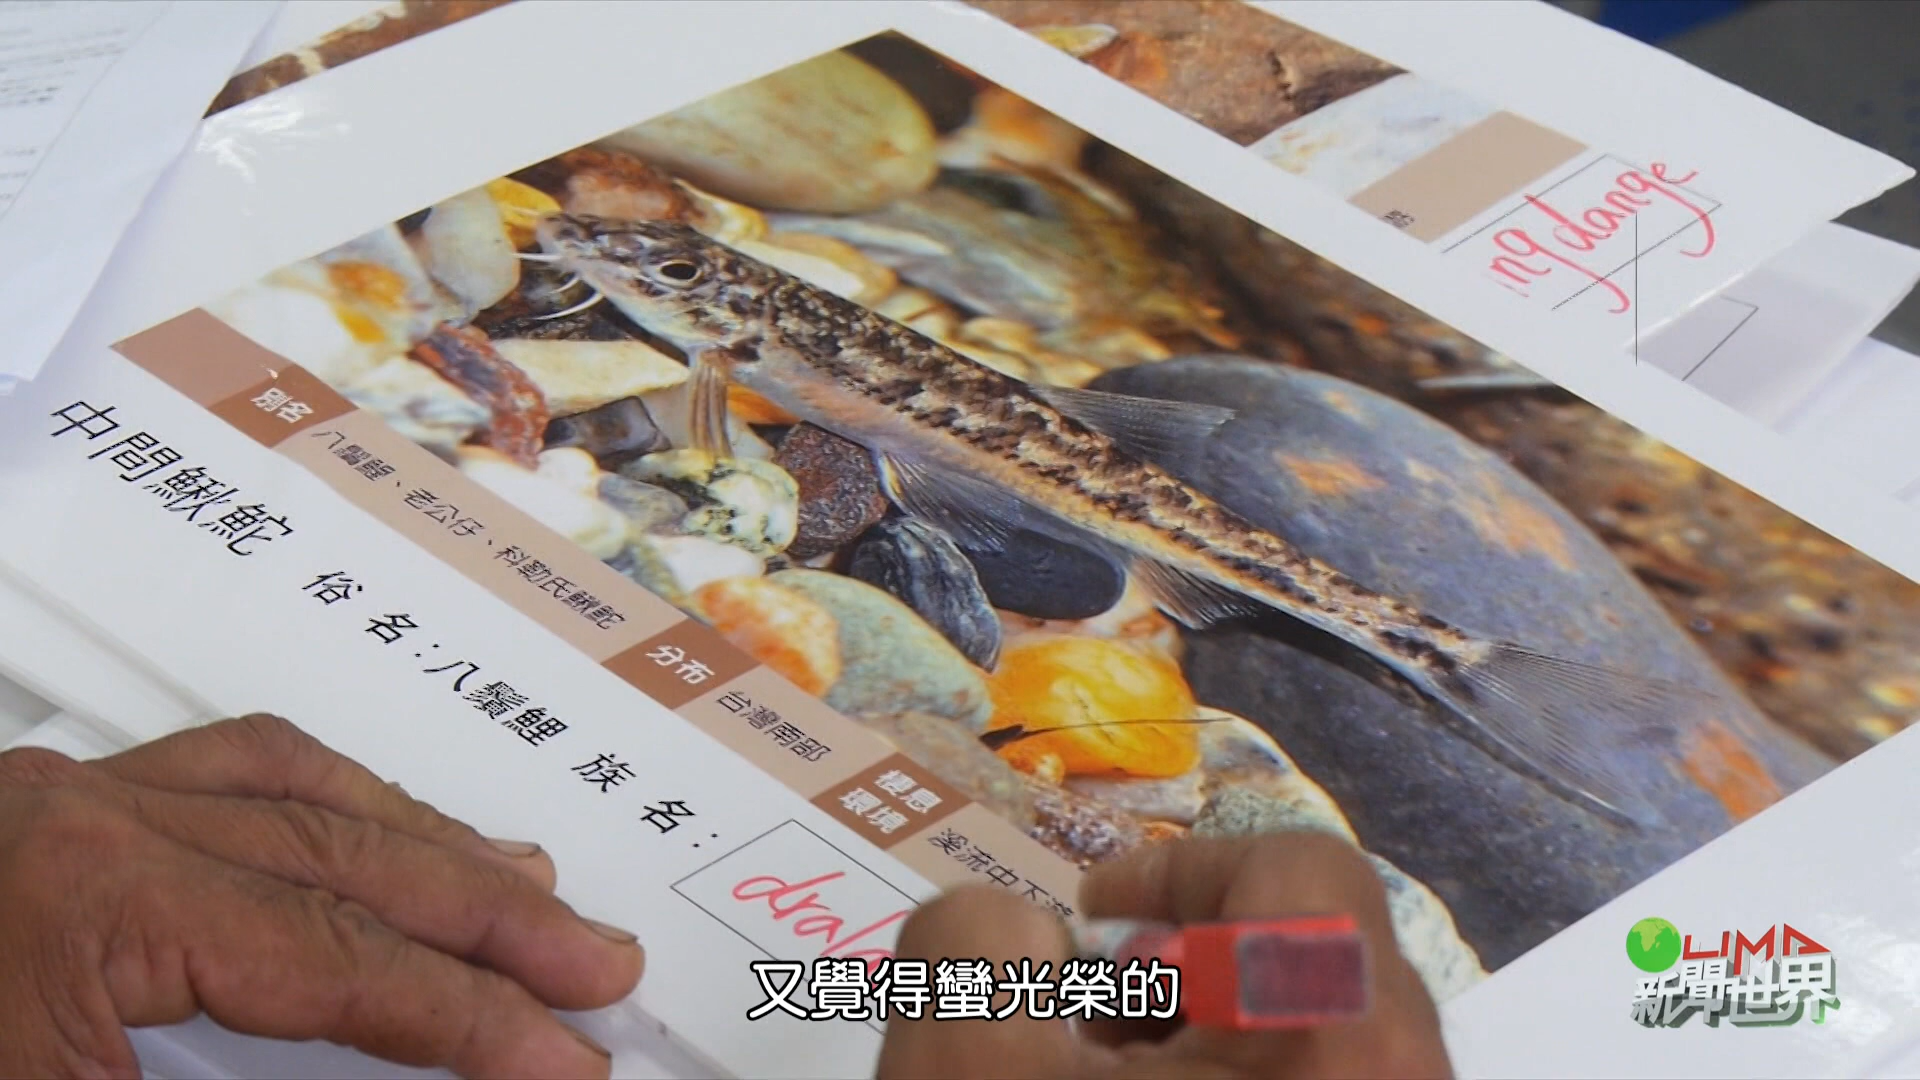 ngdange
別名
八鬚鯉、老公仔、科勒氏鰍鮀
分布
台灣南部
棲息
環境
溪流中下游
中間鰍鮀 俗名：八鬚鯉 族名：
又覺得蠻光榮的
LIMA
新聞世界